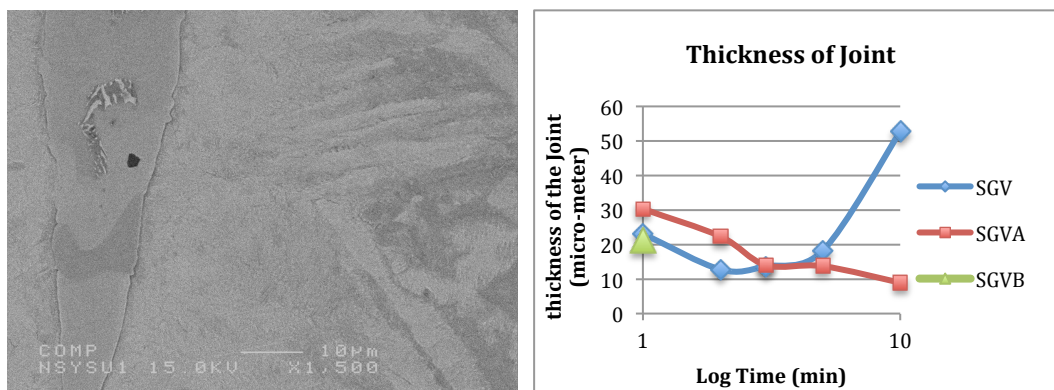 COMP 10µm
NSYSU1 15.0KV X1,500
Thickness of Joint
thickness of the Joint
(micro-meter)
60
50
40
30
20
10
0
1 10
Log Time (min)
SGV
SGVA
SGVB